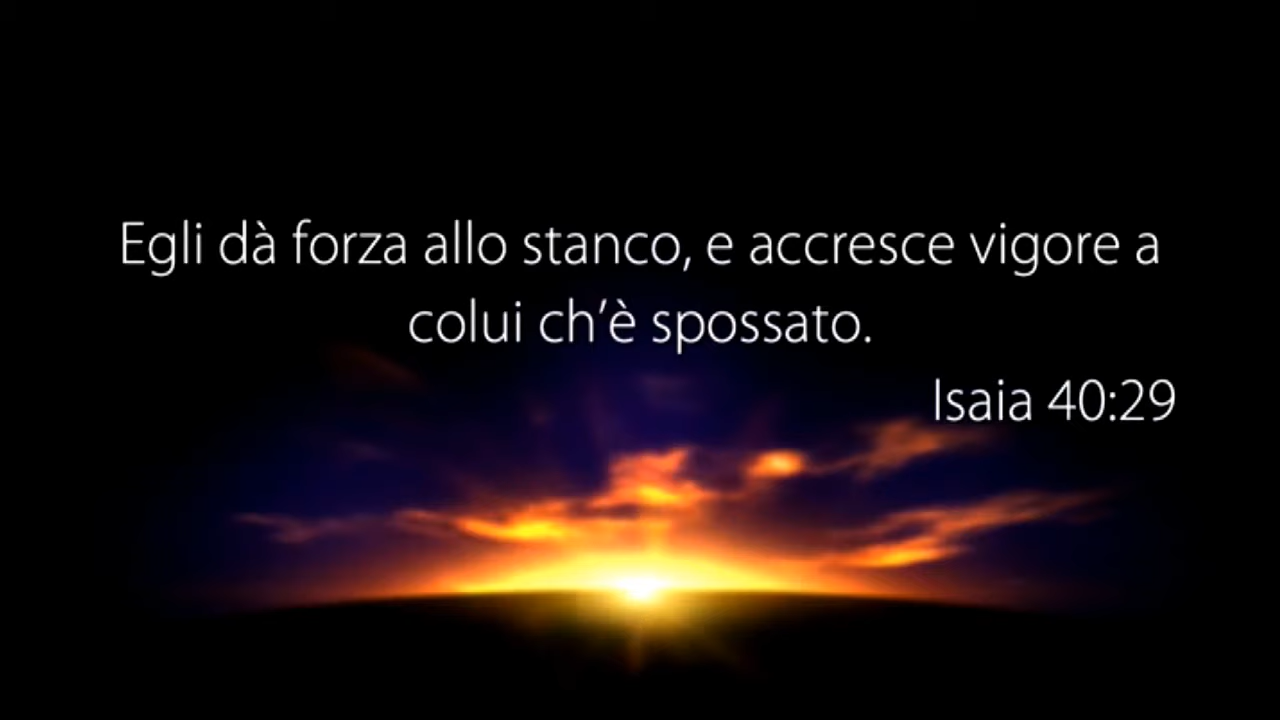 Egli dà forza allo stanco, e accresce vigore a
colui ch’è spossato.
Isaia 40:29